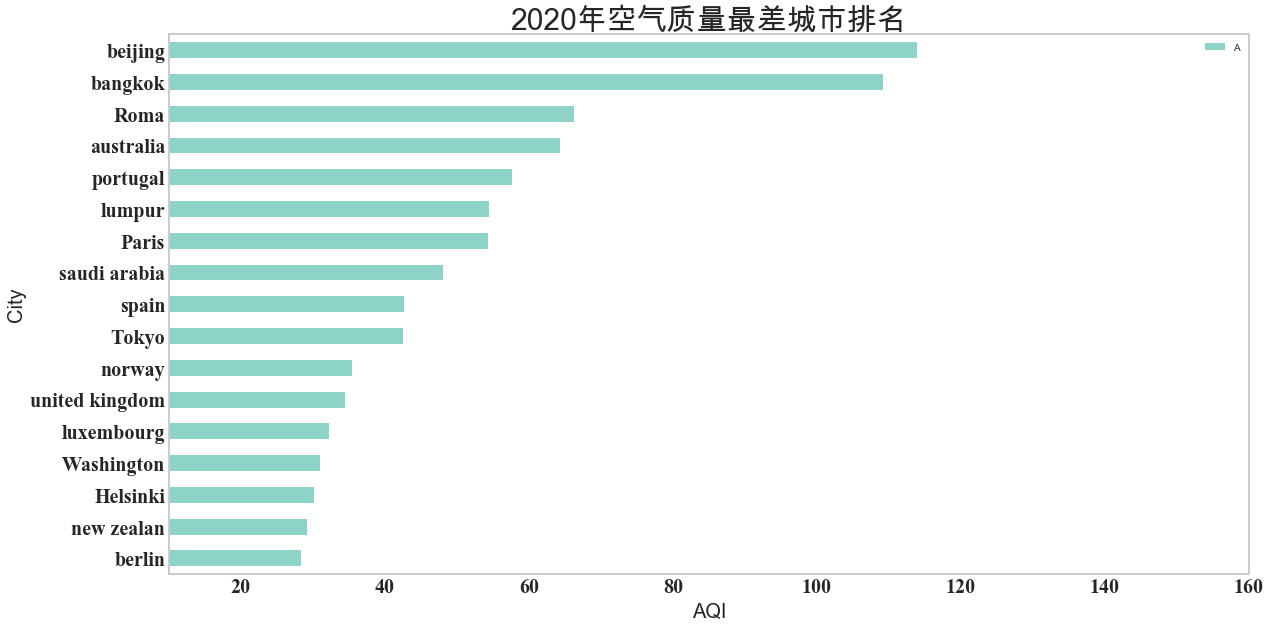 2020年空气质量最差城市排名
A
beijing
bangkok
Roma
australia
portugal
lumpur
Paris
saudi arabia
spain
Tokyo
norway
united kingdom
luxembourg
Washington
Helsinki
new zealan
berlin
City
20 40 60 80 100 120 140 160
AQI